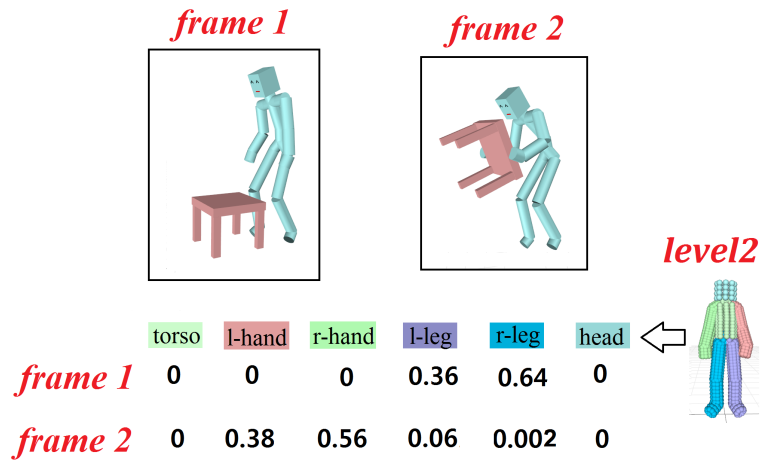 frame 1
frame 2
level2
torso l-hand r-hand l-leg r-leg head
frame 1 0 0 0 0.36 0.64 0
frame 2 0 0.38 0.56 0.06 0.002 0